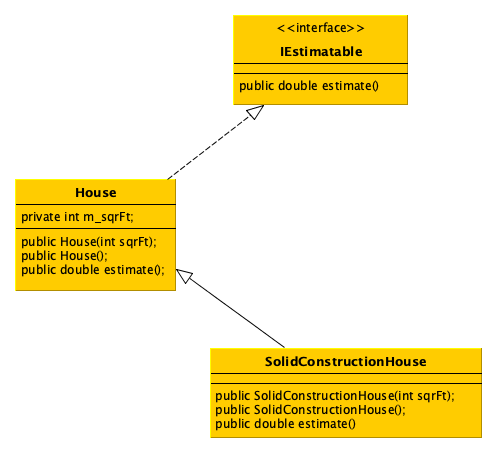 <<interface>>
IEstimatable
public double estimate()
House
private int m_sqrFt;
public House(int sqrFt);
public House();
public double estimate();
SolidConstructionHouse
public SolidConstructionHouse(int sqrFt);
public SolidConstructionHouse();
public double estimate()